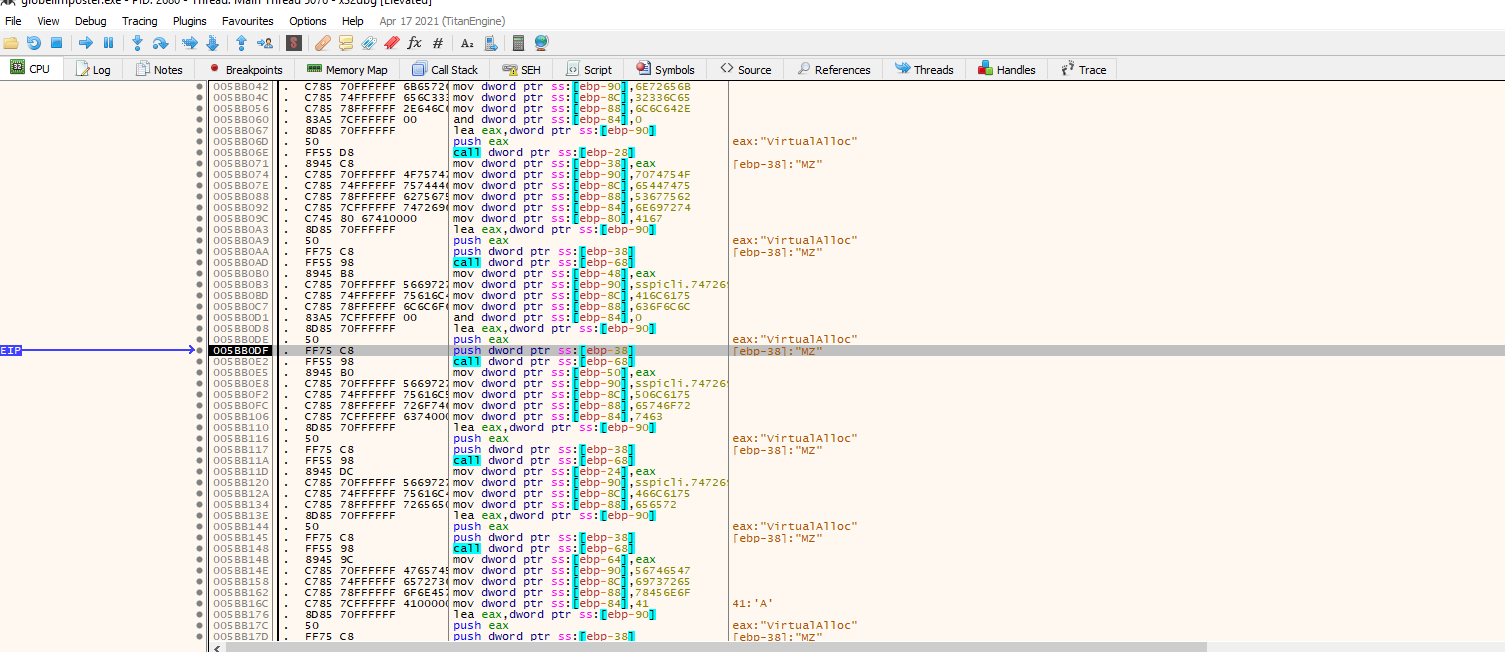 globelimposter.exe - PID: 2680 - Thread: Main Thread 5076 - x32dbg [Elevated]
File View Debug Tracing Plugins Favourites Options Help Apr 17 2021 (TitanEngine)
CPU Log Notes Breakpoints Memory Map Call Stack SEH Script Symbols Source References Threads Handles Trace
005BB042 . C785 70FFFFFF 6B65726 mov dword ptr ss:[ebp-90],6E72656B
005BB04C . C785 74FFFFFF 656C333 mov dword ptr ss:[ebp-8C],32336C65
005BB056 . C785 78FFFFFF 2E646C6 mov dword ptr ss:[ebp-88],6C6C642E
005BB060 . 83A5 7CFFFFFF 00 and dword ptr ss:[ebp-84],0
005BB067 . 8D85 70FFFFFF lea eax,dword ptr ss:[ebp-90]
005BB06D . 50 push eax eax:"VirtualAlloc"
005BB06E . FF55 D8 call dword ptr ss:[ebp-28]
005BB071 . 8945 C8 mov dword ptr ss:[ebp-38],eax [ebp-38]:"MZ"
005BB074 . C785 70FFFFFF 4F75747 mov dword ptr ss:[ebp-90],7074754F
005BB07E . C785 74FFFFFF 7574446 mov dword ptr ss:[ebp-8C],65447475
005BB088 . C785 78FFFFFF 6275675 mov dword ptr ss:[ebp-88],53677562
005BB092 . C785 7CFFFFFF 7472696 mov dword ptr ss:[ebp-84],6E697274
005BB09C . C745 80 67410000 mov dword ptr ss:[ebp-80],4167
005BB0A3 . 8D85 70FFFFFF lea eax,dword ptr ss:[ebp-90]
005BB0A9 . 50 push eax eax:"VirtualAlloc"
005BB0AA . FF75 C8 push dword ptr ss:[ebp-38] [ebp-38]:"MZ"
005BB0AD . FF55 98 call dword ptr ss:[ebp-68]
005BB0B0 . 8945 B8 mov dword ptr ss:[ebp-48],eax
005BB0B3 . C785 70FFFFFF 5669727 mov dword ptr ss:[ebp-90],sspicli.74726
005BB0BD . C785 74FFFFFF 75616C4 mov dword ptr ss:[ebp-8C],416C6175
005BB0C7 . C785 78FFFFFF 6C6C6F6 mov dword ptr ss:[ebp-88],636F6C6C
005BB0D1 . 83A5 7CFFFFFF 00 and dword ptr ss:[ebp-84],0
005BB0D8 . 8D85 70FFFFFF lea eax,dword ptr ss:[ebp-90]
005BB0DE . 50 push eax eax:"VirtualAlloc"
EIP 005BB0DF . FF75 C8 push dword ptr ss:[ebp-38] [ebp-38]:"MZ"
005BB0E2 . FF55 98 call dword ptr ss:[ebp-68]
005BB0E5 . 8945 B0 mov dword ptr ss:[ebp-50],eax
005BB0E8 . C785 70FFFFFF 5669727 mov dword ptr ss:[ebp-90],sspicli.74726
005BB0F2 . C785 74FFFFFF 75616C5 mov dword ptr ss:[ebp-8C],506C6175
005BB0FC . C785 78FFFFFF 726F746 mov dword ptr ss:[ebp-88],65746F72
005BB106 . C785 7CFFFFFF 6374000 mov dword ptr ss:[ebp-84],7463
005BB110 . 8D85 70FFFFFF lea eax,dword ptr ss:[ebp-90]
005BB116 . 50 push eax eax:"VirtualAlloc"
005BB117 . FF75 C8 push dword ptr ss:[ebp-38] [ebp-38]:"MZ"
005BB11A . FF55 98 call dword ptr ss:[ebp-68]
005BB11D . 8945 DC mov dword ptr ss:[ebp-24],eax
005BB120 . C785 70FFFFFF 5669727 mov dword ptr ss:[ebp-90],sspicli.74726
005BB12A . C785 74FFFFFF 75616C4 mov dword ptr ss:[ebp-8C],466C6175
005BB134 . C785 78FFFFFF 7265650 mov dword ptr ss:[ebp-88],656572
005BB13E . 8D85 70FFFFFF lea eax,dword ptr ss:[ebp-90]
005BB144 . 50 push eax eax:"VirtualAlloc"
005BB145 . FF75 C8 push dword ptr ss:[ebp-38] [ebp-38]:"MZ"
005BB148 . FF55 98 call dword ptr ss:[ebp-68]
005BB14B . 8945 9C mov dword ptr ss:[ebp-64],eax
005BB14E . C785 70FFFFFF 4765745 mov dword ptr ss:[ebp-90],56746547
005BB158 . C785 74FFFFFF 6572736 mov dword ptr ss:[ebp-8C],69737265
005BB162 . C785 78FFFFFF 6F6E457 mov dword ptr ss:[ebp-88],78456E6F
005BB16C . C785 7CFFFFFF 4100000 mov dword ptr ss:[ebp-84],41 41:'A'
005BB176 . 8D85 70FFFFFF lea eax,dword ptr ss:[ebp-90]
005BB17C . 50 push eax eax:"VirtualAlloc"
005BB17D . FF75 C8 push dword ptr ss:[ebp-38] [ebp-38]:"MZ"